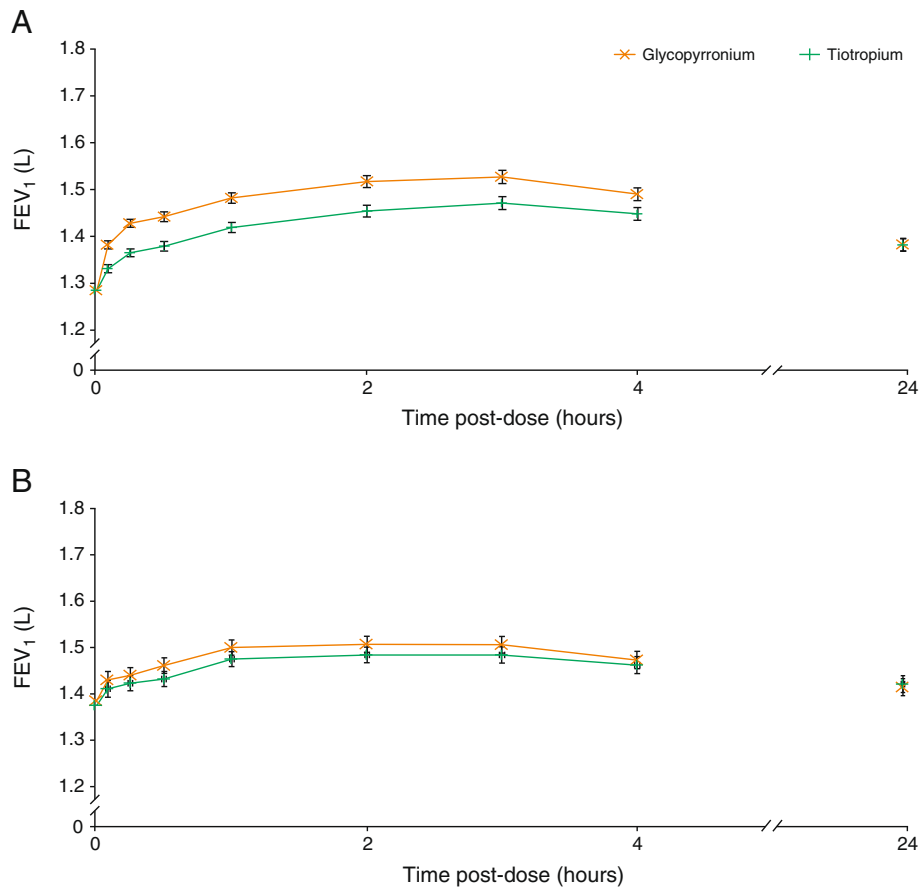 A
Glycopyrronium Tiotropium
1.8
1.7
1.6
1.5
1.4
1.3
1.2
0
FEV₁ (L)
0 2 4 24
Time post-dose (hours)
B
1.8
1.7
1.6
1.5
1.4
1.3
1.2
0
FEV₁ (L)
0 2 4 24
Time post-dose (hours)